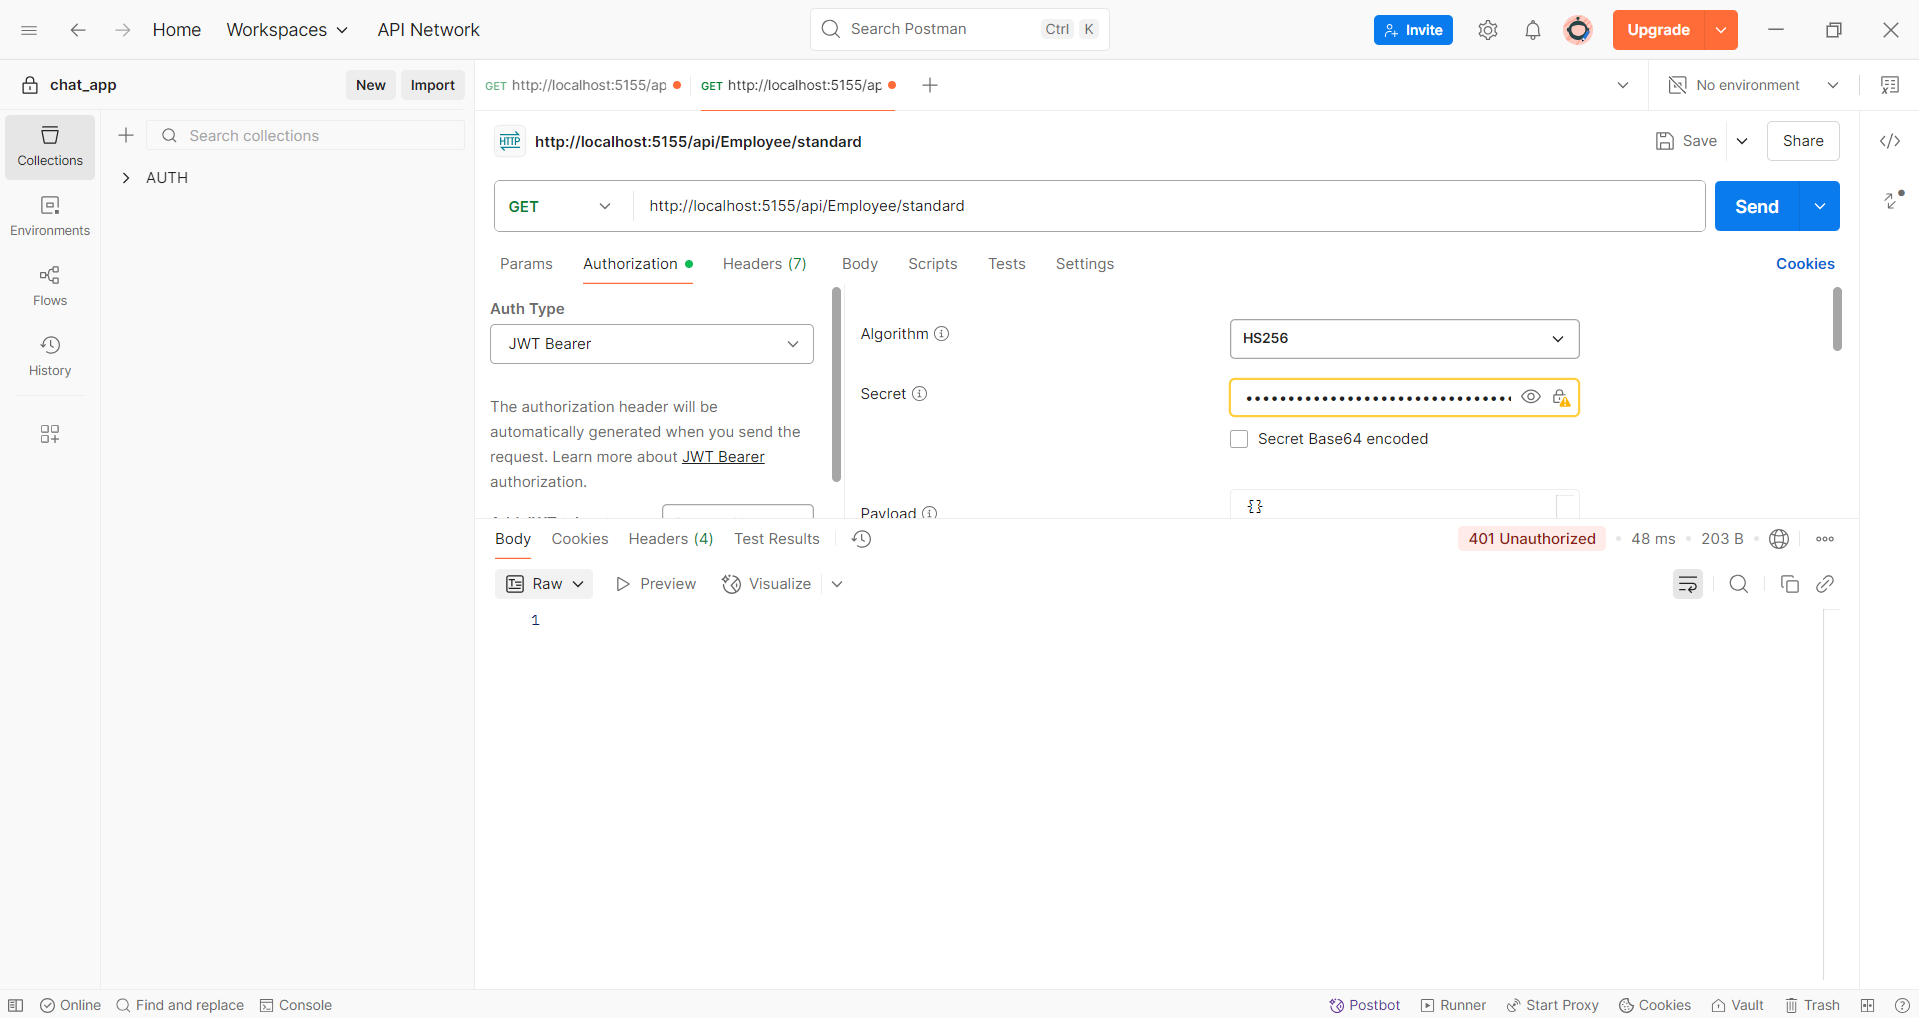 Home
Workspaces
API Network
Search Postman
Ctrl K
Invite
Upgrade
chat_app
New
Import
GET http://localhost:5155/ap
GET http://localhost:5155/ap
No environment
Collections
Search collections
AUTH
Environments
Flows
History
HTTP
http://localhost:5155/api/Employee/standard
Save
Share
GET
http://localhost:5155/api/Employee/standard
Send
Params
Authorization
Headers (7)
Body
Scripts
Tests
Settings
Cookies
Auth Type
JWT Bearer
The authorization header will be
automatically generated when you send the
request. Learn more about JWT Bearer
authorization.
Algorithm
HS256
Secret
Secret Base64 encoded
Payload
{}
Body
Cookies
Headers (4)
Test Results
401 Unauthorized
48 ms
203 B
Raw
Preview
Visualize
1
Online
Find and replace
Console
Postbot
Runner
Start Proxy
Cookies
Vault
Trash